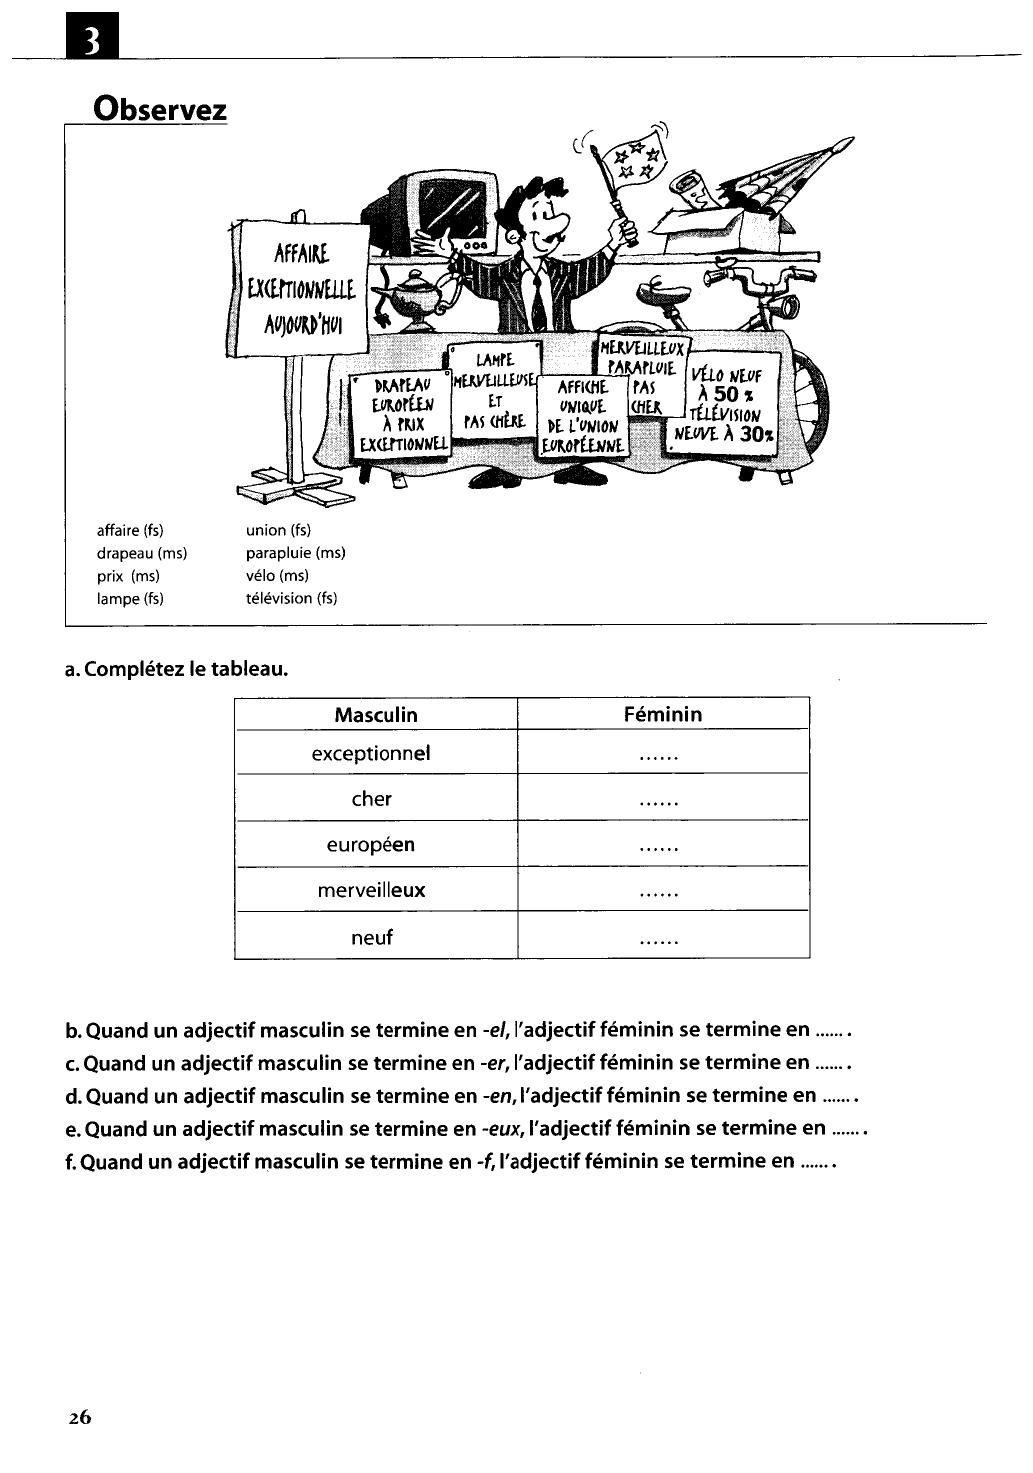 3
Observez
AFFAIRE
EXCEPTIONNELLE
AUJOURD'HUI
DRAPEAU
EUROPÉEN
À PRIX
EXCEPTIONNEL
LAMPE
MERVEILLEUSE
ET
PAS CHÈRE
AFFICHE
UNIQUE
DE L'UNION
EUROPÉENNE
MERVEILLEUX
PARAPLUIE
PAS
CHER
VÉLO NEUF
À 50 %
TÉLÉVISION
NEUVE À 30%
affaire (fs) union (fs)
drapeau (ms) parapluie (ms)
prix (ms) vélo (ms)
lampe (fs) télévision (fs)
a. Complétez le tableau.
Masculin Féminin
exceptionnel ......
cher ......
européen ......
merveilleux ......
neuf ......
b. Quand un adjectif masculin se termine en -el, l'adjectif féminin se termine en ...... .
c. Quand un adjectif masculin se termine en -er, l'adjectif féminin se termine en ...... .
d. Quand un adjectif masculin se termine en -en, l'adjectif féminin se termine en ...... .
e. Quand un adjectif masculin se termine en -eux, l'adjectif féminin se termine en ...... .
f. Quand un adjectif masculin se termine en -f, l'adjectif féminin se termine en ...... .
26